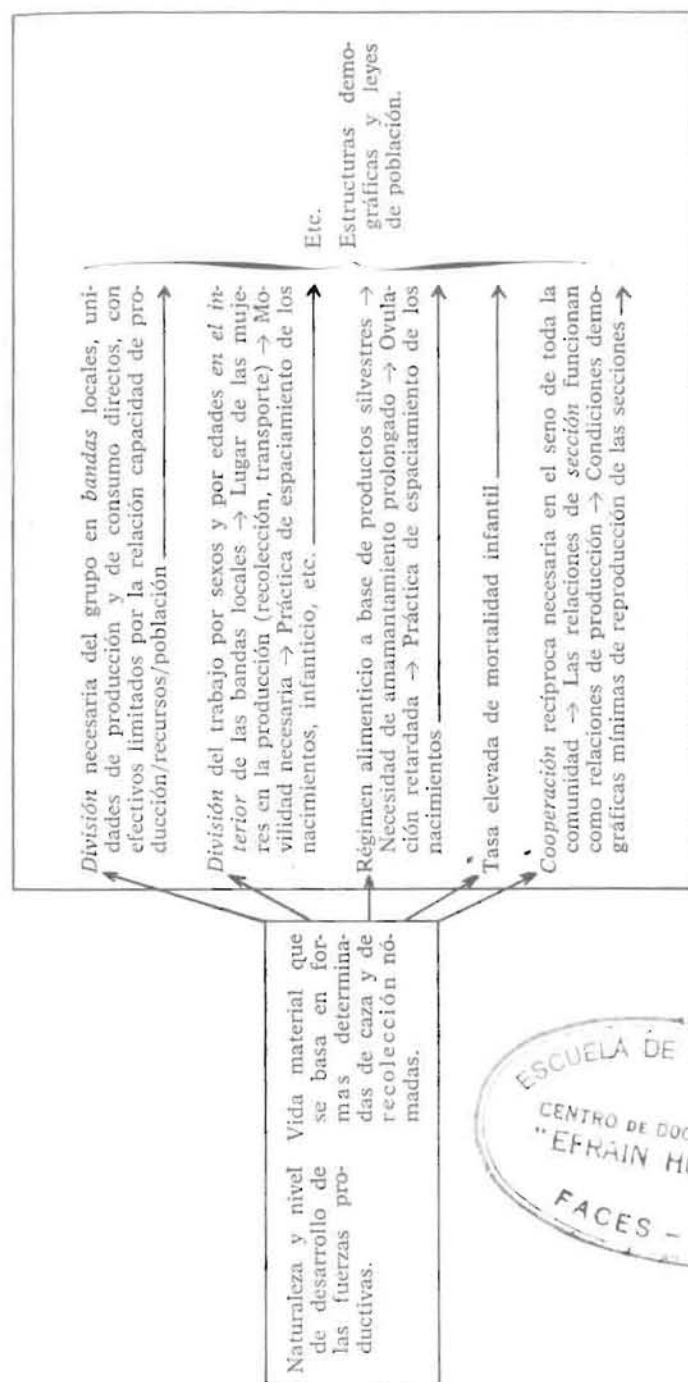 Naturaleza y nivel
de desarrollo de
las fuerzas pro-
ductivas.
Vida material que
se basa en for-
mas determina-
das de caza y de
recolección nó-
madas.
División necesaria del grupo en bandas locales, uni-
dades de producción y de consumo directos, con
efectivos limitados por la relación capacidad de pro-
ducción/recursos/población →
División del trabajo por sexos y por edades en el in-
terior de las bandas locales → Lugar de las muje-
res en la producción (recolección, transporte) → Mo-
vilidad necesaria → Práctica de espaciamiento de los
nacimientos, infanticio, etc. →
Régimen alimenticio a base de productos silvestres →
Necesidad de amamantamiento prolongado → Ovula-
ción retardada → Práctica de espaciamiento de los
nacimientos →
Tasa elevada de mortalidad infantil →
Cooperación recíproca necesaria en el seno de toda la
comunidad → Las relaciones de sección funcionan
como relaciones de producción → Condiciones demo-
gráficas mínimas de reproducción de las secciones →
Etc.
Estructuras demo-
gráficas y leyes
de población.
ESCUELA DE
CENTRO DE DOC
"EFRAIN
FACES -